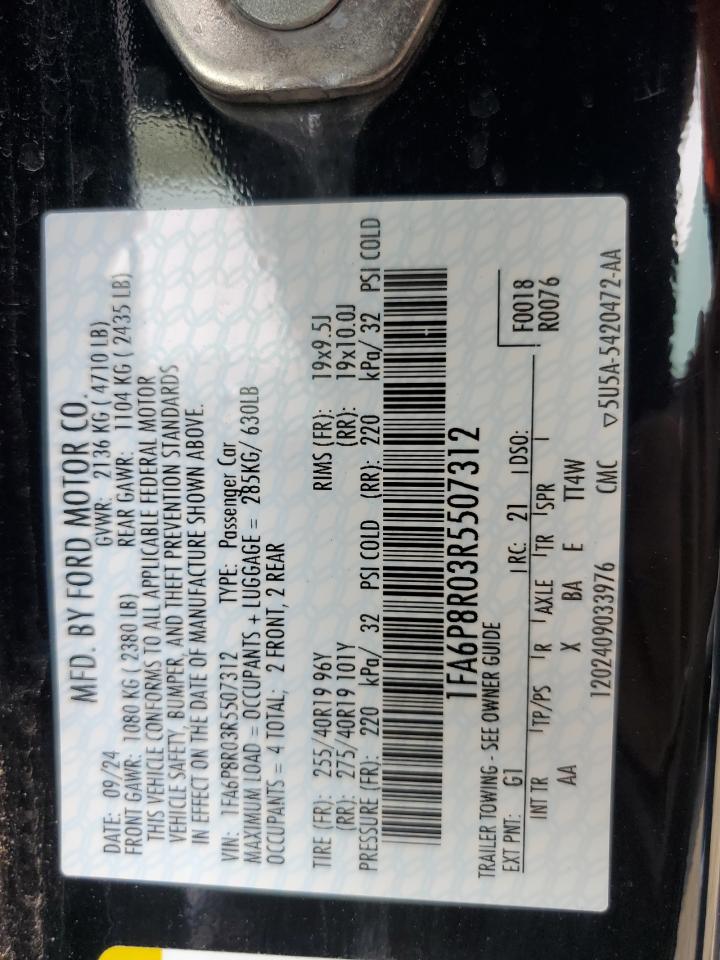 MFD. BY FORD MOTOR CO.
DATE: 09/24 GVWR: 2136 KG ( 4710 LB)
FRONT GAWR: 1080 KG ( 2380 LB) REAR GAWR: 1104 KG ( 2435 LB)
THIS VEHICLE CONFORMS TO ALL APPLICABLE FEDERAL MOTOR
VEHICLE SAFETY, BUMPER, AND THEFT PREVENTION STANDARDS
IN EFFECT ON THE DATE OF MANUFACTURE SHOWN ABOVE.
VIN: 1FA6P8R03R5507312 TYPE: Passenger Car
MAXIMUM LOAD = OCCUPANTS + LUGGAGE = 285KG/ 630LB
OCCUPANTS = 4 TOTAL; 2 FRONT, 2 REAR
TIRE (FR): 255/40R19 96Y RIMS (FR): 19x9.5J
(RR): 275/40R19 101Y (RR): 19x10.0J
PRESSURE (FR): 220 kPa/ 32 PSI COLD (RR): 220 kPa/ 32 PSI COLD
1FA6P8R03R5507312
TRAILER TOWING - SEE OWNER GUIDE
EXT PNT: G1 RC: 21 DSO: F0018
R0076
INT TR TP/PS R AXLE TR SPR
AA X BA E TT4W
1202409033976 CMC ▽5U5A-5420472-AA